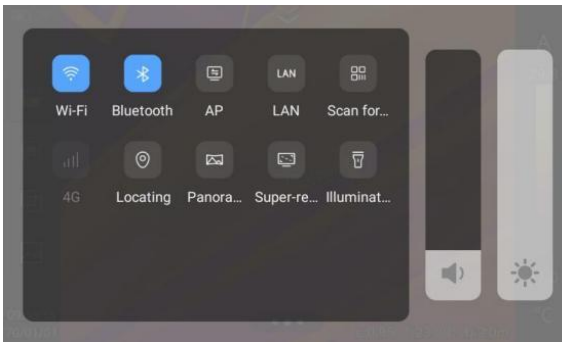 LAN
Wi-Fi Bluetooth AP LAN Scan for...
4G Locating Panora... Super-re... Illuminat...